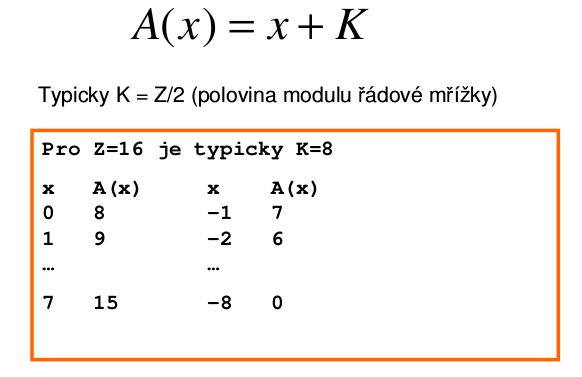 A(x) = x + K
Typicky K = Z/2 (polovina modulu řádové mřížky)
Pro Z=16 je typicky K=8
x A(x) x A(x)
0 8 –1 7
1 9 –2 6
… …
7 15 –8 0